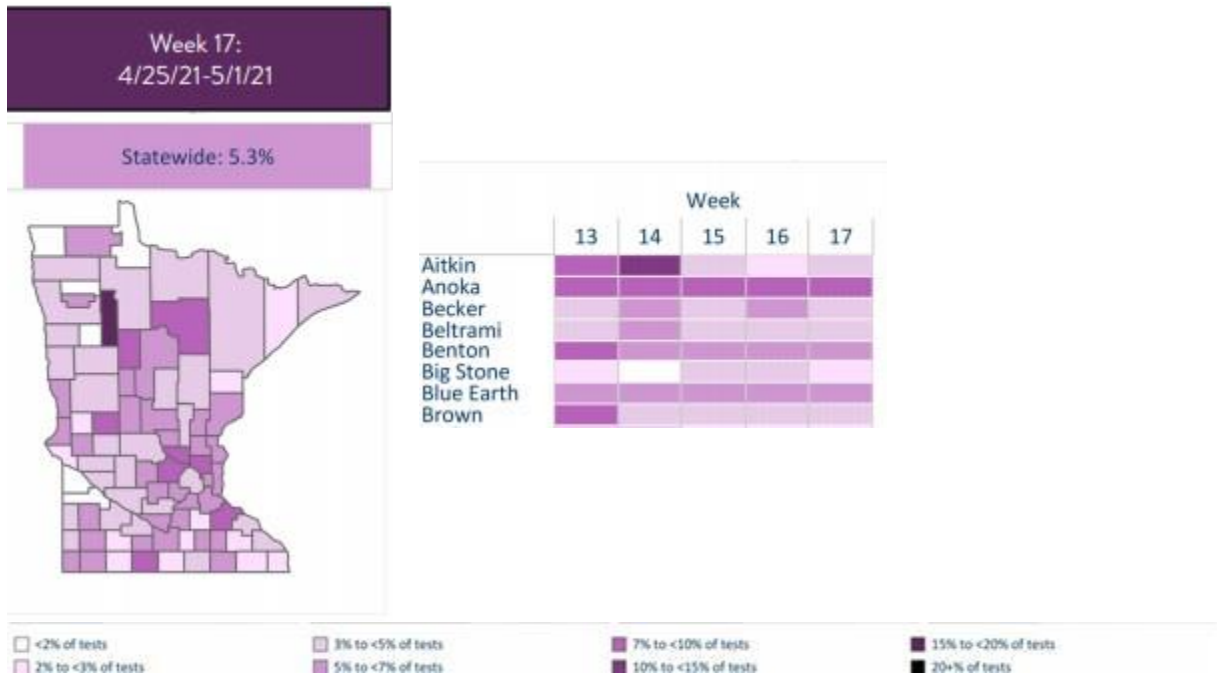 Week 17:
4/25/21-5/1/21
Statewide: 5.3%
Week
13 14 15 16 17
Aitkin
Anoka
Becker
Beltrami
Benton
Big Stone
Blue Earth
Brown
<2% of tests
3% to <5% of tests
7% to <10% of tests
15% to <20% of tests
2% to <3% of tests
5% to <7% of tests
10% to <15% of tests
20+% of tests